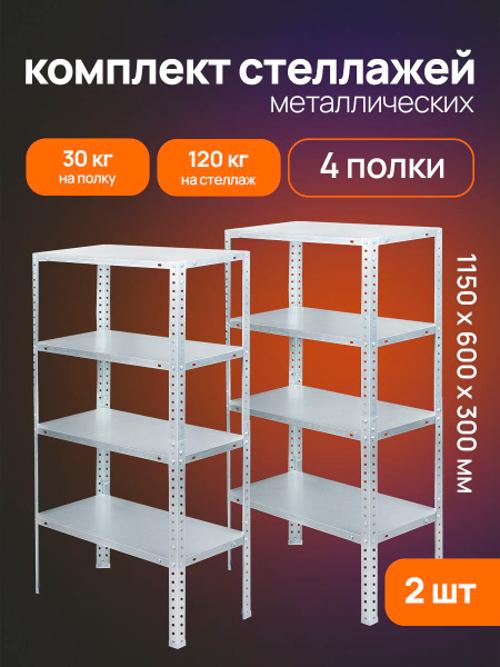 комплект стеллажей
металлических
30 кг
на полку
120 кг
на стеллаж
4 полки
1150 х 600 х 300 мм
2 шт